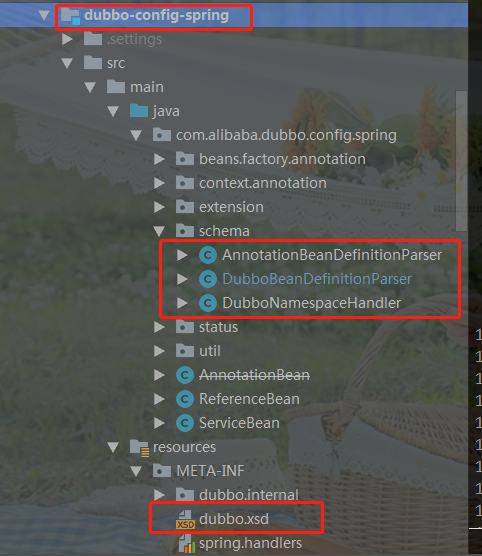 dubbo-config-spring
.settings
src
main
java
com.alibaba.dubbo.config.spring
beans.factory.annotation
context.annotation
extension
schema
AnnotationBeanDefinitionParser
DubboBeanDefinitionParser
DubboNamespaceHandler
status
util
AnnotationBean
ReferenceBean
ServiceBean
resources
META-INF
dubbo.internal
dubbo.xsd
spring.handlers